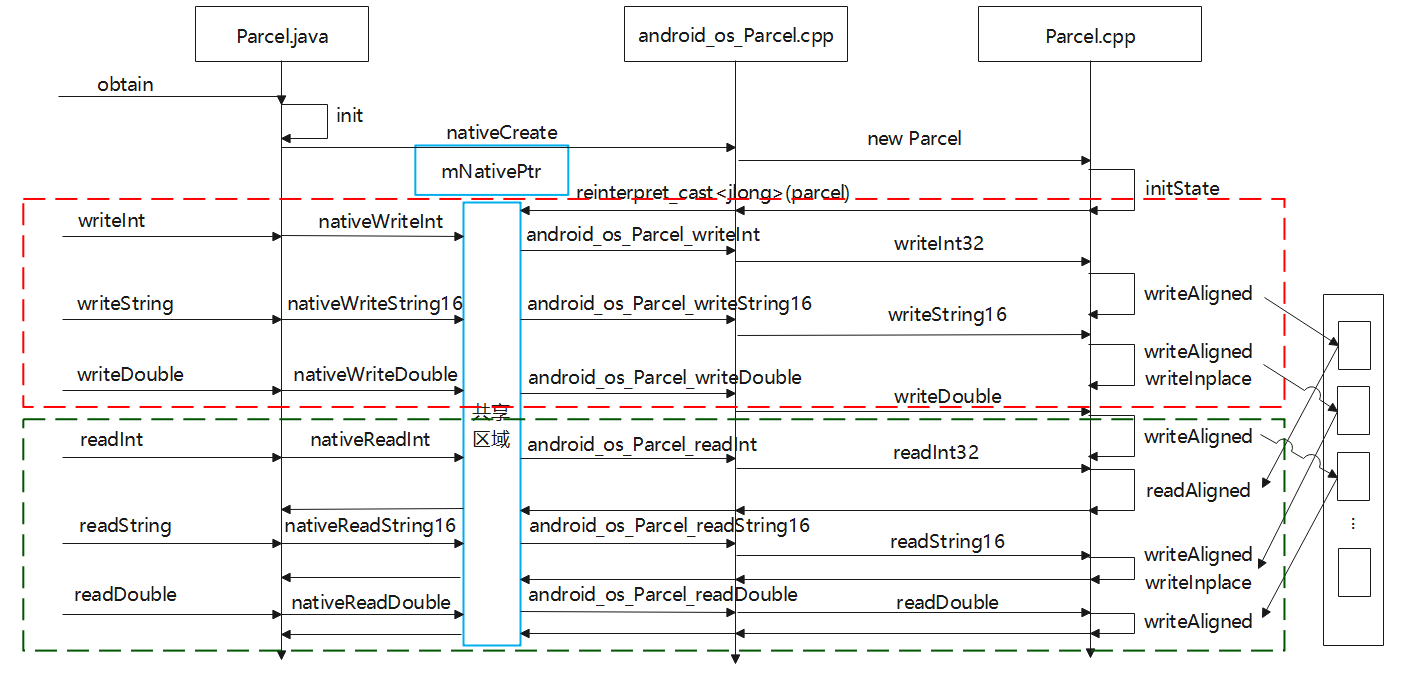 Parcel.java
android_os_Parcel.cpp
Parcel.cpp
obtain
init
nativeCreate
new Parcel
mNativePtr
initState
reinterpret_cast<jlong>(parcel)
writeInt
nativeWriteInt
android_os_Parcel_writeInt
writeInt32
writeAligned
writeString
nativeWriteString16
android_os_Parcel_writeString16
writeString16
writeAligned
writeInplace
writeDouble
nativeWriteDouble
android_os_Parcel_writeDouble
writeDouble
共享
区域
writeAligned
readInt
nativeReadInt
android_os_Parcel_readInt
readInt32
readAligned
readString
nativeReadString16
android_os_Parcel_readString16
readString16
writeAligned
writeInplace
readDouble
nativeReadDouble
android_os_Parcel_readDouble
readDouble
writeAligned
...